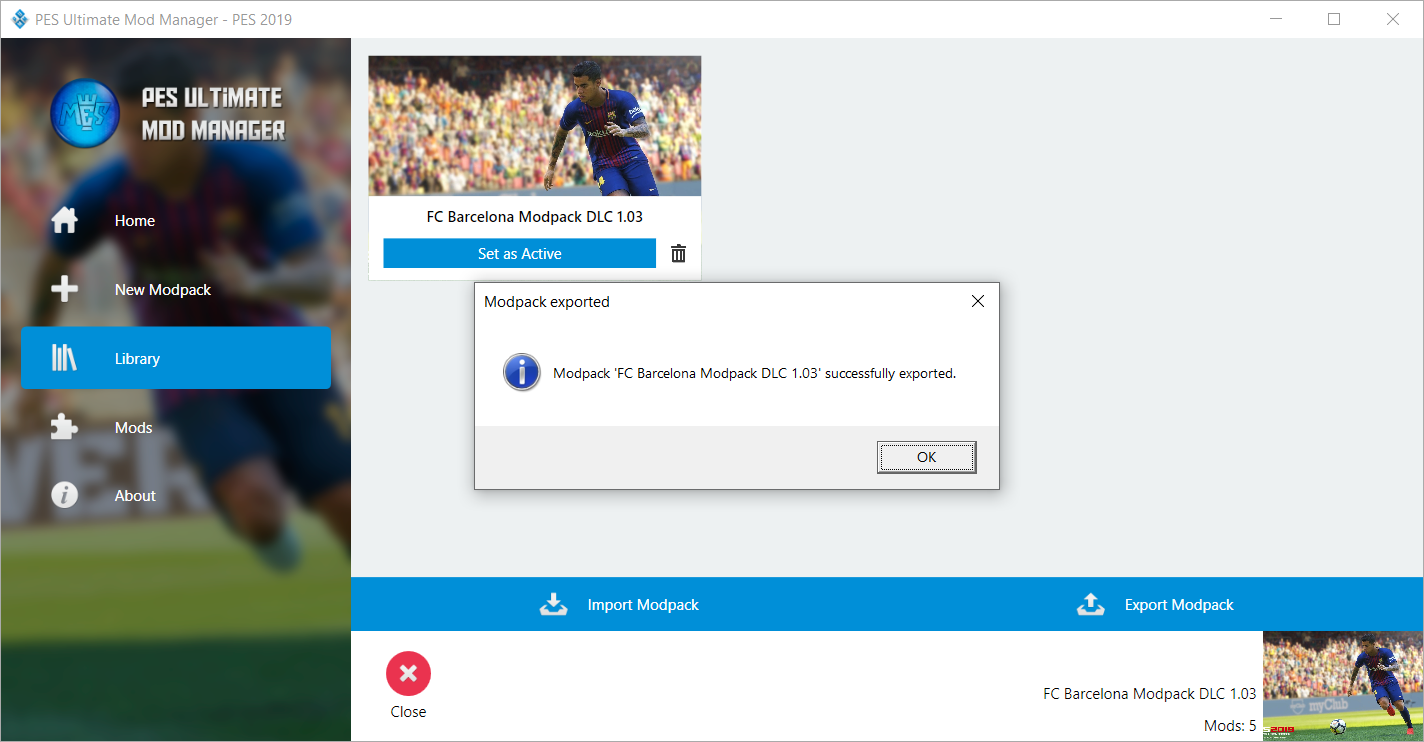 PES Ultimate Mod Manager - PES 2019
PES ULTiMATE
MOD MANAGER
MES
Home
New Modpack
Library
Mods
About
FC Barcelona Modpack DLC 1.03
Set as Active
Modpack exported
Modpack 'FC Barcelona Modpack DLC 1.03' successfully exported.
OK
Import Modpack
Export Modpack
Close
FC Barcelona Modpack DLC 1.03
Mods: 5
myClub